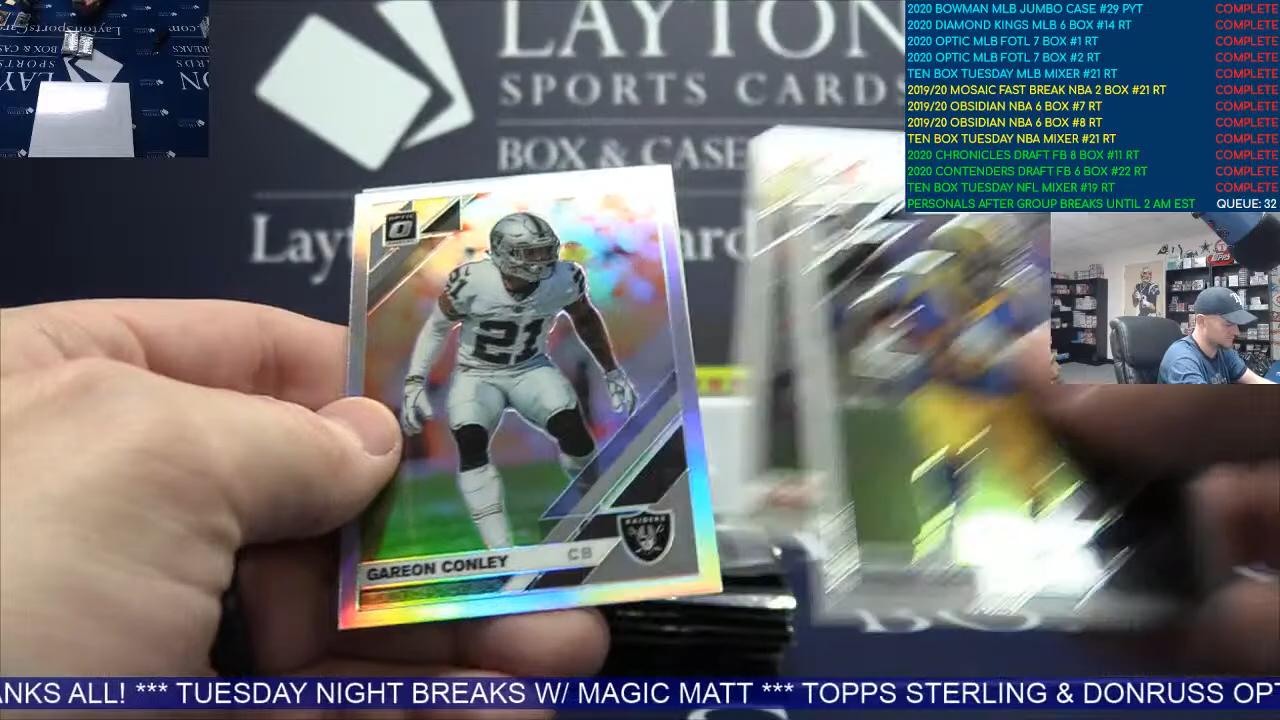 LAYTON
SPORTS CARDS
BOX & CASE
2020 BOWMAN MLB JUMBO CASE #29 PYT COMPLETE
2020 DIAMOND KINGS MLB 6 BOX #14 RT COMPLETE
2020 OPTIC MLB FOTL 7 BOX #1 RT COMPLETE
2020 OPTIC MLB FOTL 7 BOX #2 RT COMPLETE
TEN BOX TUESDAY MLB MIXER #21 RT COMPLETE
2019/20 MOSAIC FAST BREAK NBA 2 BOX #21 RT COMPLETE
2019/20 OBSIDIAN NBA 6 BOX #7 RT COMPLETE
2019/20 OBSIDIAN NBA 6 BOX #8 RT COMPLETE
TEN BOX TUESDAY NBA MIXER #21 RT COMPLETE
2020 CHRONICLES DRAFT FB 8 BOX #11 RT COMPLETE
2020 CONTENDERS DRAFT FB 6 BOX #22 RT COMPLETE
TEN BOX TUESDAY NFL MIXER #19 RT COMPLETE
PERSONALS AFTER GROUP BREAKS UNTIL 2 AM EST QUEUE: 32
OPTIC
21
21
RAIDERS
CB
GAREON CONLEY
ANKS ALL! *** TUESDAY NIGHT BREAKS W/ MAGIC MATT *** TOPPS STERLING & DONRUSS OPT